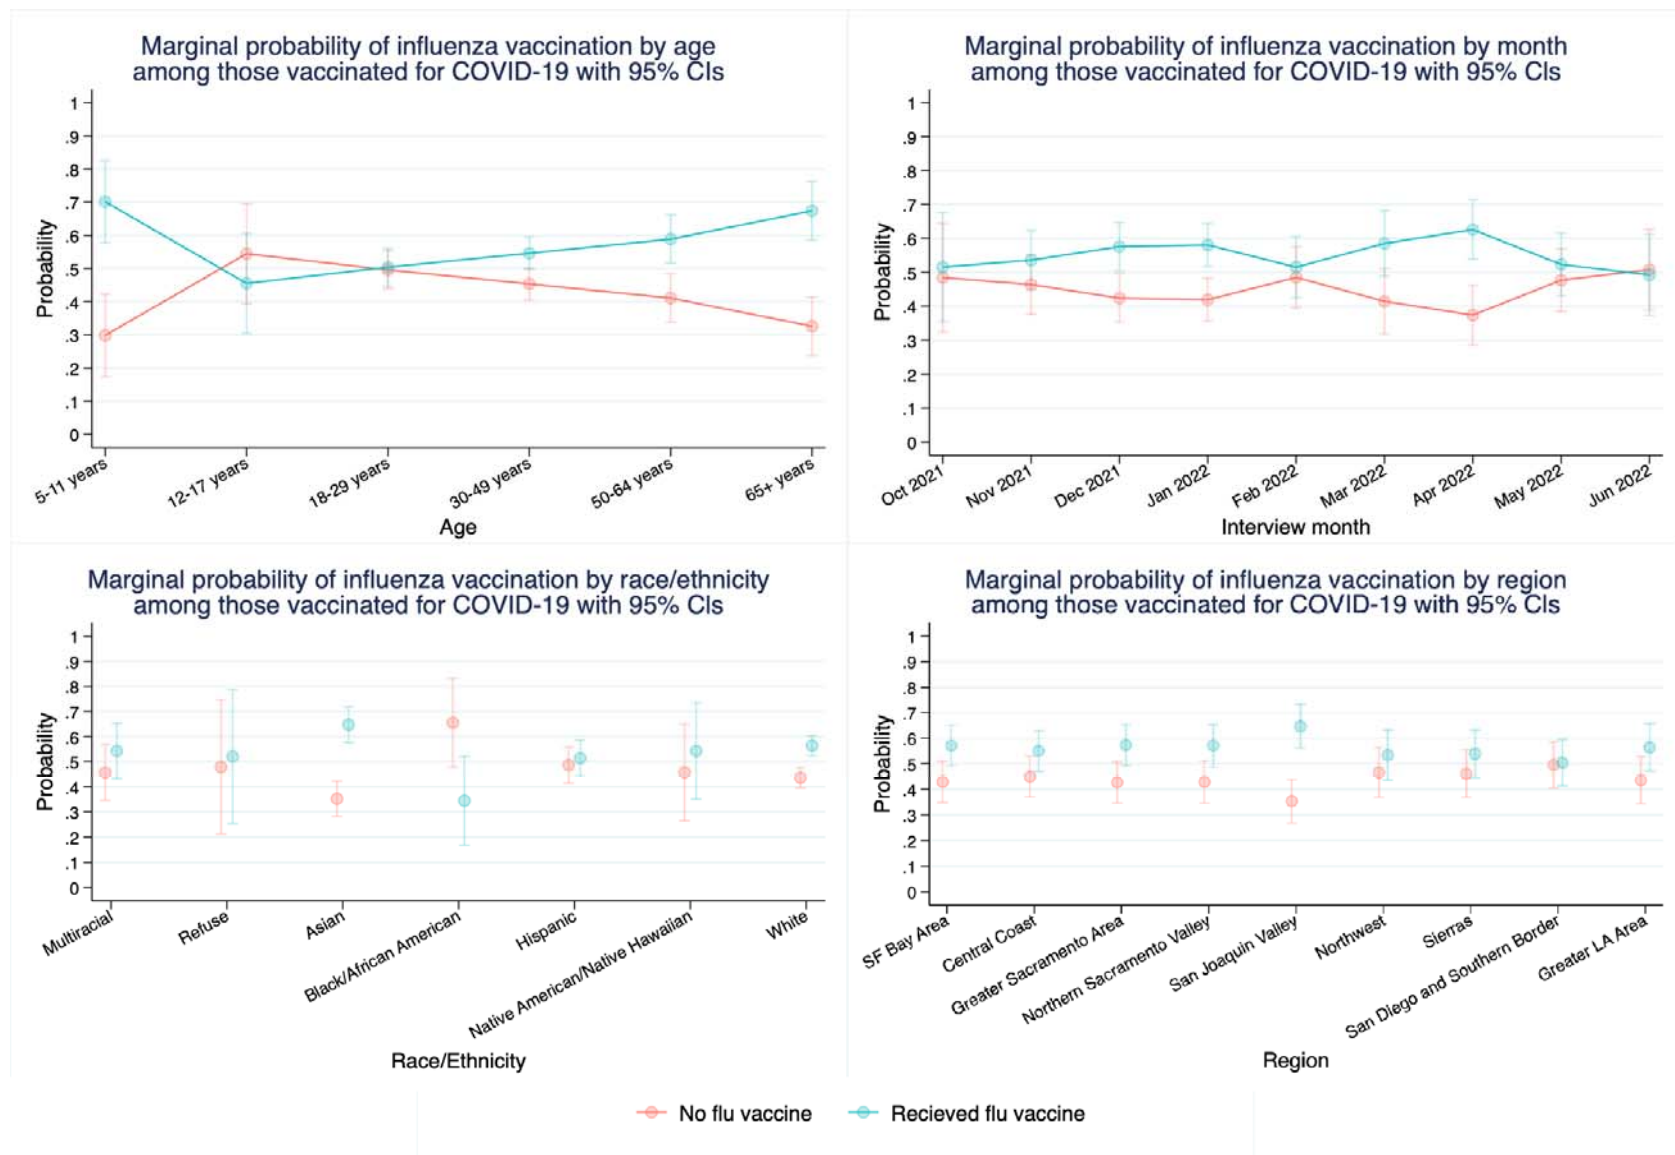 Marginal probability of influenza vaccination by age
among those vaccinated for COVID-19 with 95% CIs
1
.9
.8
.7
.6
.5
.4
.3
.2
.1
0
Probability
5-11 years
12-17 years
18-29 years
30-49 years
50-64 years
65+ years
Age
Marginal probability of influenza vaccination by month
among those vaccinated for COVID-19 with 95% CIs
1
.9
.8
.7
.6
.5
.4
.3
.2
.1
0
Probability
Oct 2021
Nov 2021
Dec 2021
Jan 2022
Feb 2022
Mar 2022
Apr 2022
May 2022
Jun 2022
Interview month
Marginal probability of influenza vaccination by race/ethnicity
among those vaccinated for COVID-19 with 95% CIs
1
.9
.8
.7
.6
.5
.4
.3
.2
.1
0
Probability
Multiracial
Refuse
Asian
Black/African American
Hispanic
Native American/Native Hawaiian
White
Race/Ethnicity
Marginal probability of influenza vaccination by region
among those vaccinated for COVID-19 with 95% CIs
1
.9
.8
.7
.6
.5
.4
.3
.2
.1
0
Probability
SF Bay Area
Central Coast
Greater Sacramento Area
Northern Sacramento Valley
San Joaquin Valley
Northwest
Sierras
San Diego and Southern Border
Greater LA Area
Region
No flu vaccine
Recieved flu vaccine